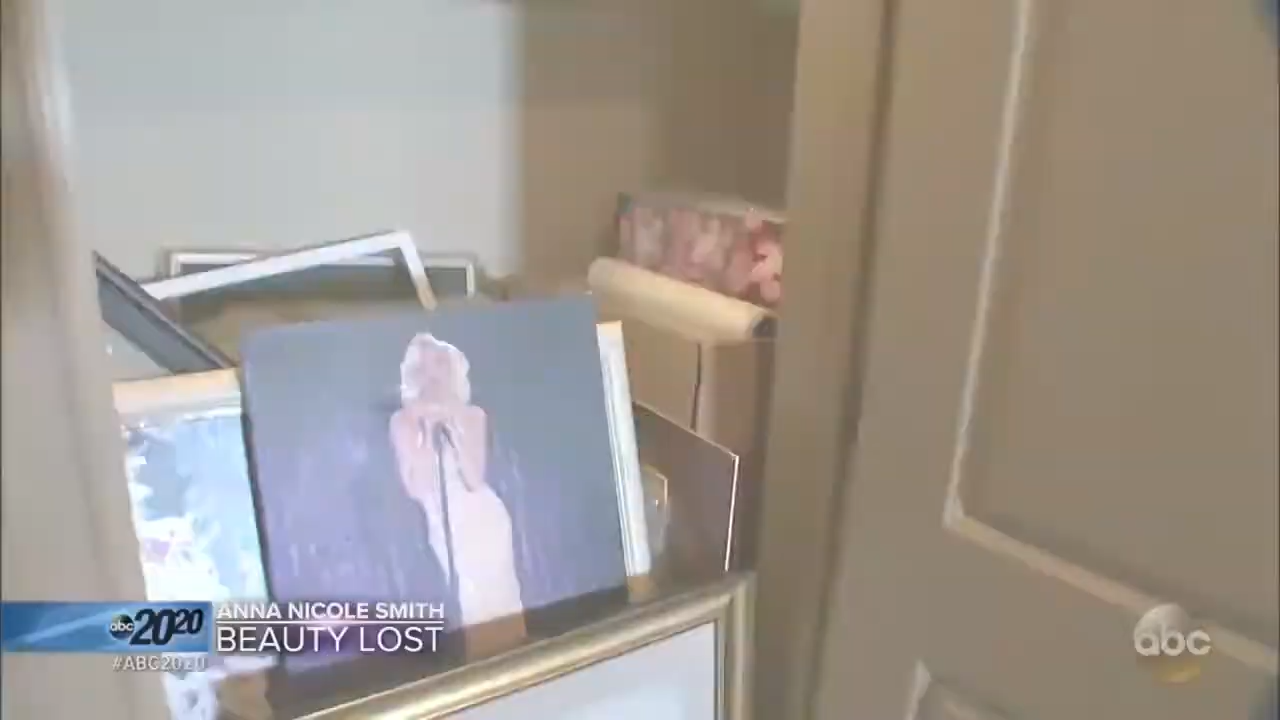 abc 20/20
ANNA NICOLE SMITH
BEAUTY LOST
#ABC2020
abc